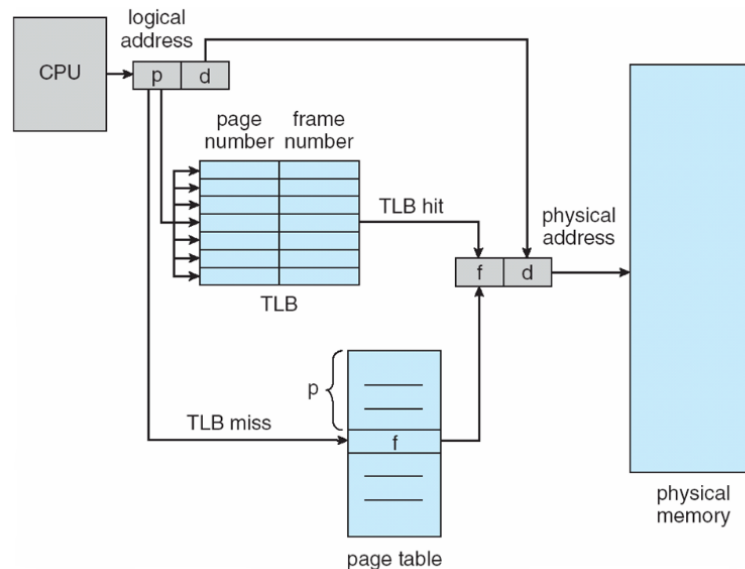 logical
address
CPU
p d
page
number
frame
number
TLB hit
TLB
physical
address
f d
p
TLB miss
f
page table
physical
memory